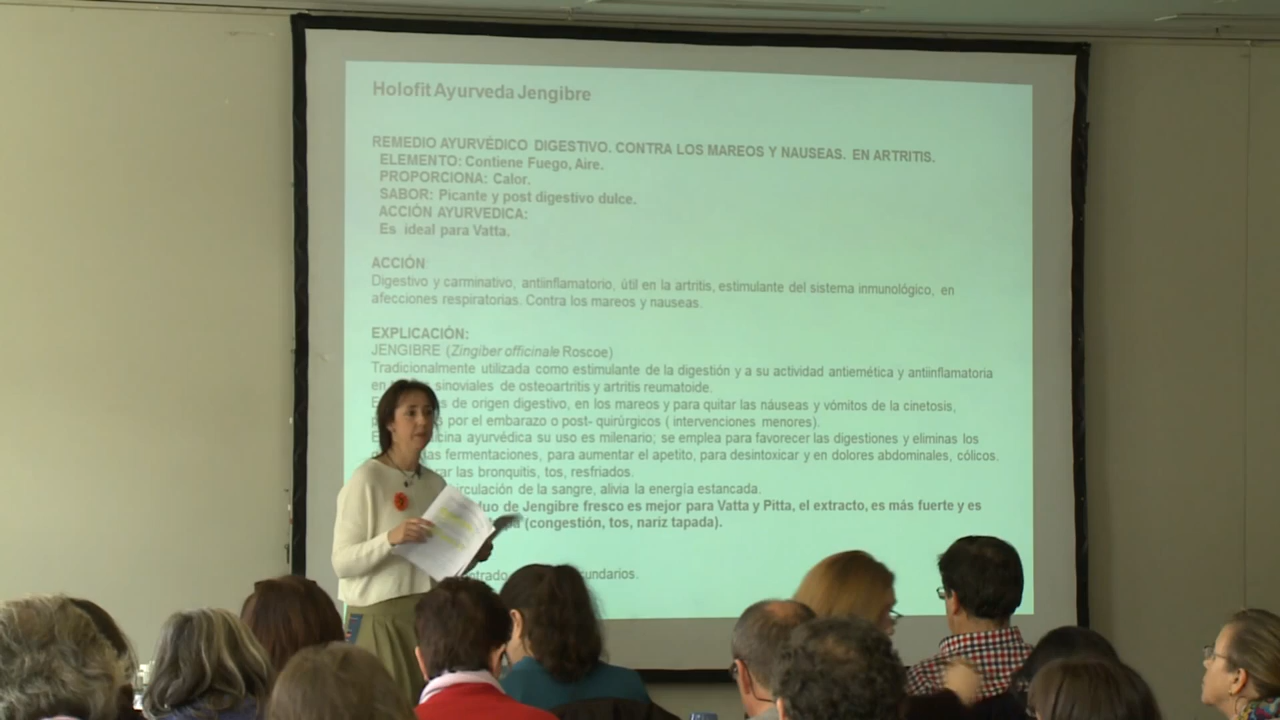 Holofit Ayurveda Jengibre
REMEDIO AYURVÉDICO DIGESTIVO. CONTRA LOS MAREOS Y NAUSEAS. EN ARTRITIS.
ELEMENTO: Contiene Fuego, Aire.
PROPORCIONA: Calor.
SABOR: Picante y post digestivo dulce.
ACCIÓN AYURVEDICA:
Es ideal para Vatta.
ACCIÓN
Digestivo y carminativo, antiinflamatorio, útil en la artritis, estimulante del sistema inmunológico, en
afecciones respiratorias. Contra los mareos y nauseas.
EXPLICACIÓN:
JENGIBRE (Zingiber officinale Roscoe)
Tradicionalmente utilizada como estimulante de la digestión y a su actividad antiemética y antiinflamatoria
en sinoviales de osteoartritis y artritis reumatoide.
de origen digestivo, en los mareos y para quitar las náuseas y vómitos de la cinetosis,
por el embarazo o post- quirúrgicos ( intervenciones menores).
ayurvédica su uso es milenario; se emplea para favorecer las digestiones y eliminas los
fermentaciones, para aumentar el apetito, para desintoxicar y en dolores abdominales, cólicos.
las bronquitis, tos, resfriados.
de la sangre, alivia la energía estancada.
de Jengibre fresco es mejor para Vatta y Pitta, el extracto, es más fuerte y es
(congestión, tos, nariz tapada).